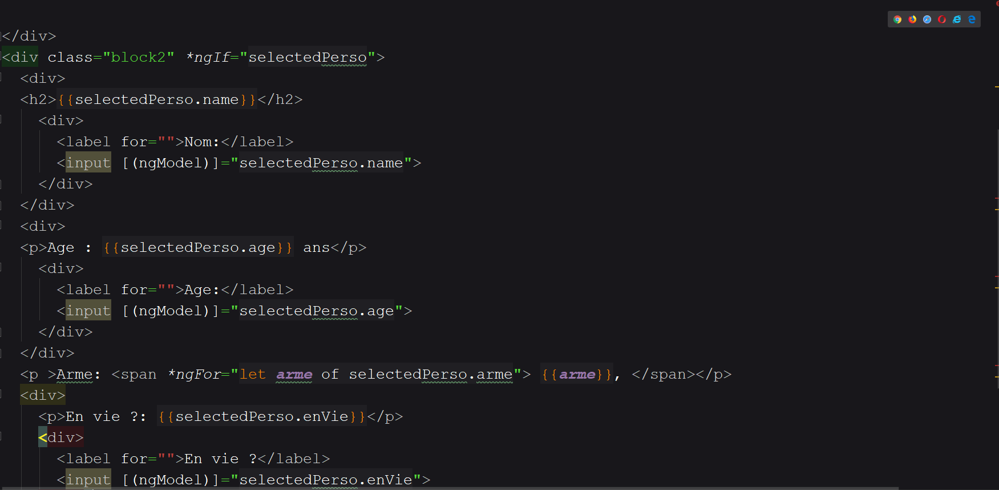 </div>
<div class="block2" *ngIf="selectedPerso">
<div>
<h2>{{selectedPerso.name}}</h2>
<div>
<label for="">Nom:</label>
<input [(ngModel)]="selectedPerso.name">
</div>
</div>
<div>
<p>Age : {{selectedPerso.age}} ans</p>
<div>
<label for="">Age:</label>
<input [(ngModel)]="selectedPerso.age">
</div>
</div>
<p >Arme: <span *ngFor="let arme of selectedPerso.arme"> {{arme}}, </span></p>
<div>
<p>En vie ?: {{selectedPerso.enVie}}</p>
<div>
<label for="">En vie ?</label>
<input [(ngModel)]="selectedPerso.enVie">